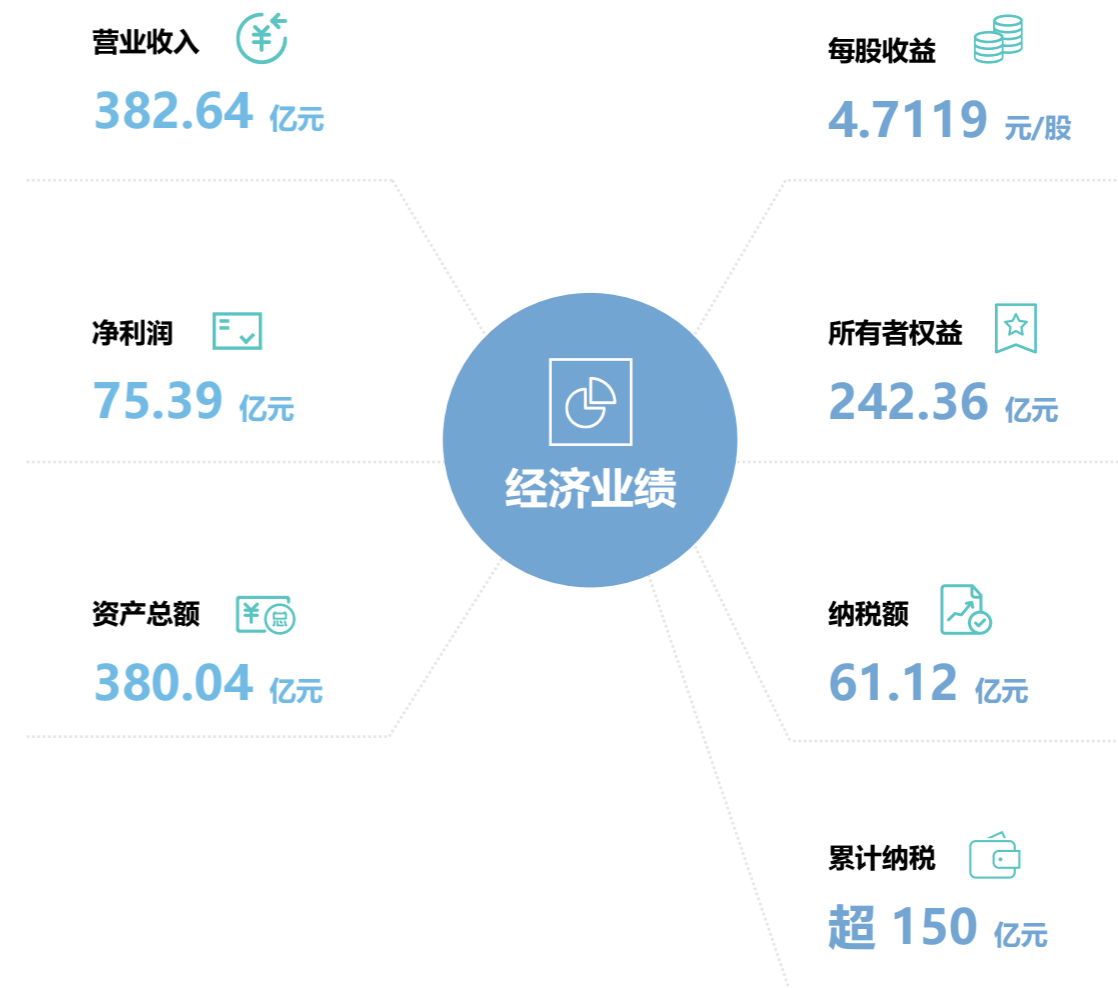 营业收入
382.64 亿元
净利润
75.39 亿元
资产总额
380.04 亿元
经济业绩
每股收益
4.7119 元/股
所有者权益
242.36 亿元
纳税额
61.12 亿元
累计纳税
超 150 亿元